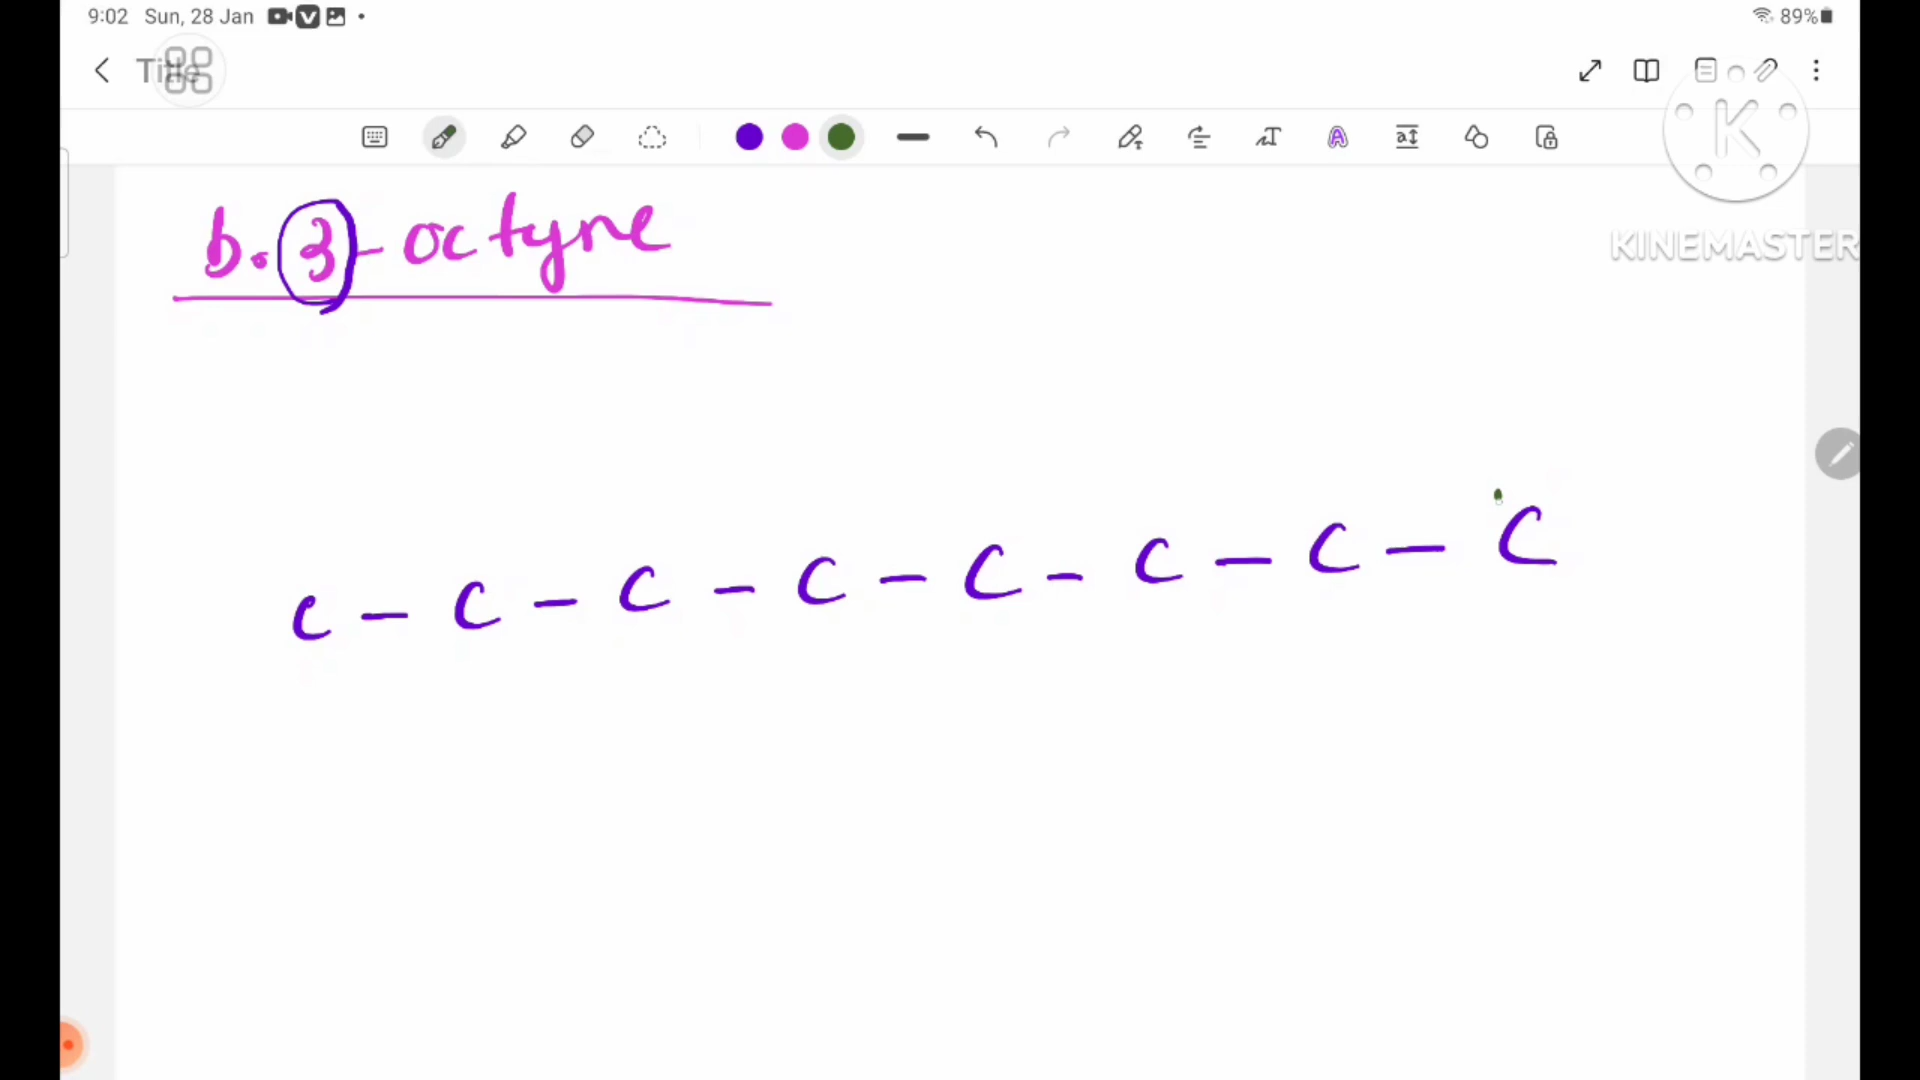 9:02 Sun, 28 Jan 89%
Title
K
KINEMASTER
b. 3 - octyne
C - C - C - C - C - C - C - C